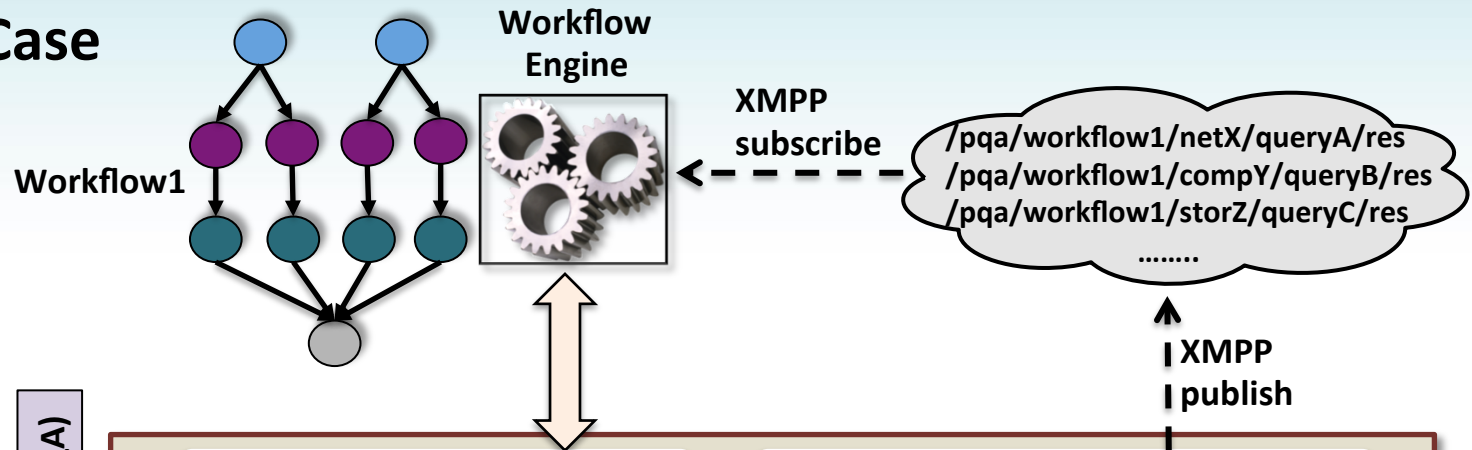 Case
Workflow
Engine
XMPP
subscribe
/pqa/workflow1/netX/queryA/res
/pqa/workflow1/compY/queryB/res
/pqa/workflow1/storZ/queryC/res
........
Workflow1
XMPP
publish
A)